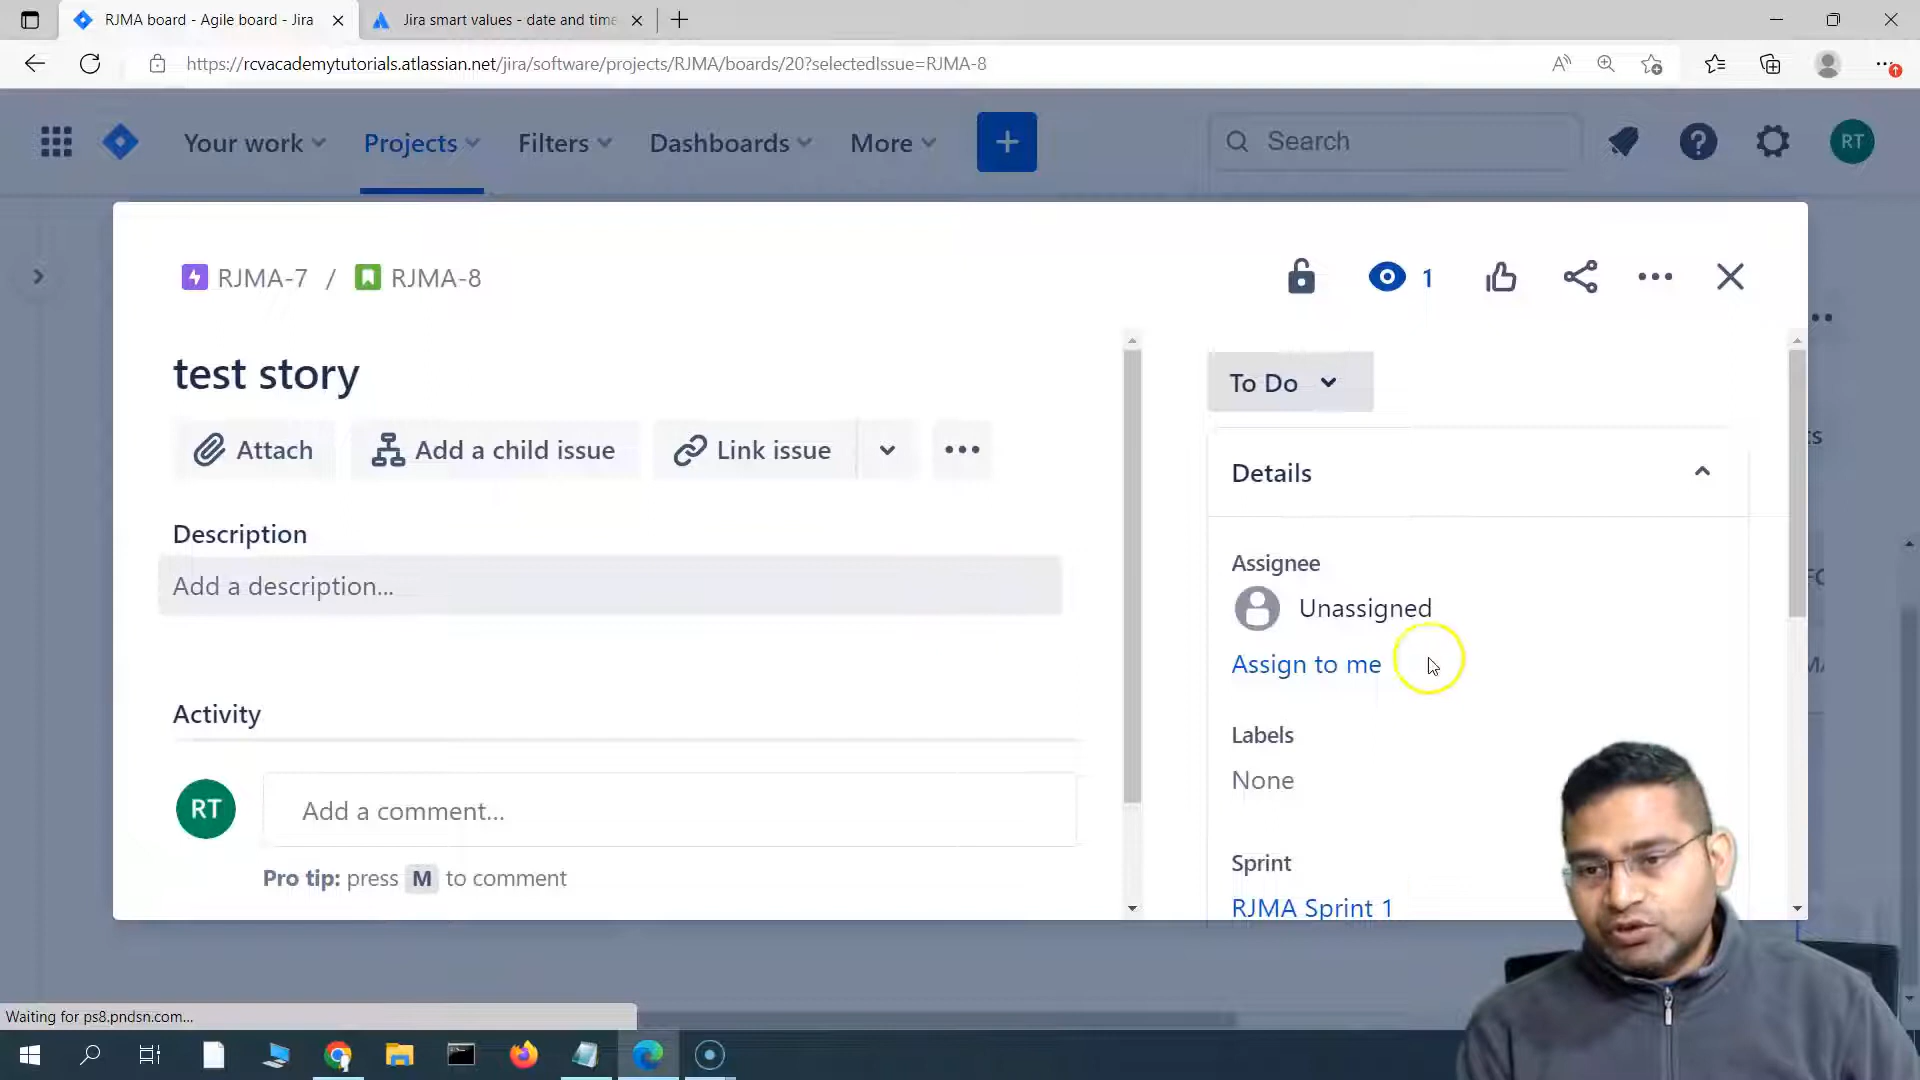 RJMA board - Agile board - Jira
Jira smart values - date and time
https://rcvacademytutorials.atlassian.net/jira/software/projects/RJMA/boards/20?selectedIssue=RJMA-8
Your work
Projects
Filters
Dashboards
More
Search
RT
RJMA-7 / RJMA-8
1
test story
To Do
Attach
Add a child issue
Link issue
Details
Description
Add a description...
Assignee
Unassigned
Assign to me
Activity
Labels
None
RT
Add a comment...
Pro tip: press M to comment
Sprint
RJMA Sprint 1
Waiting for ps8.pndsn.com...